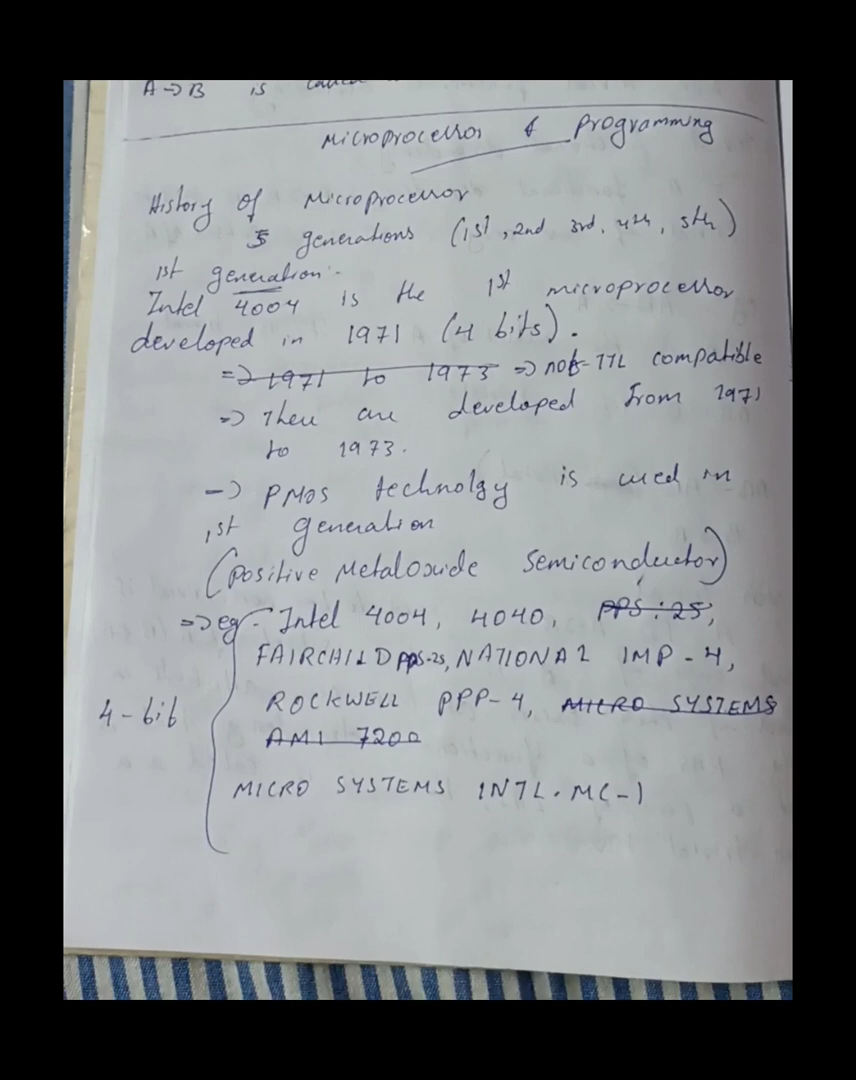 A → B is
Microprocessor & Programming
History of Microprocessor
5 generations (1st, 2nd 3rd, 4th, 5th)
1st generation:-
Intel 4004 is the 1st microprocessor
developed in 1971 (4 bits).
=> 1971 to 1973 => not TTL compatible
=> These are developed from 1971
to 1973.
-> PMOS technolgy is used in
1st generation
(Positive Metaloxide Semiconductor)
=> eg - Intel 4004, 4040, PPS:25,
FAIRCHILD PPS-25, NATIONAL IMP-4,
4-bit ROCKWELL PPP-4, MICRO SYSTEMS
AMI 7200
MICRO SYSTEMS INTL. MC-1